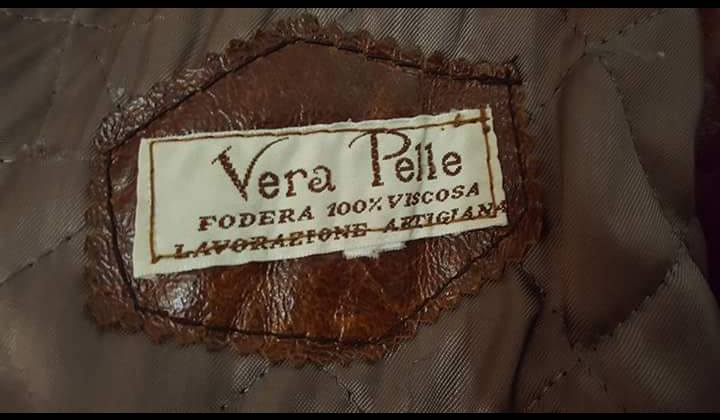 Vera Pelle
FODERA 100% VISCOSA
LAVORAZIONE ARTIGIANA